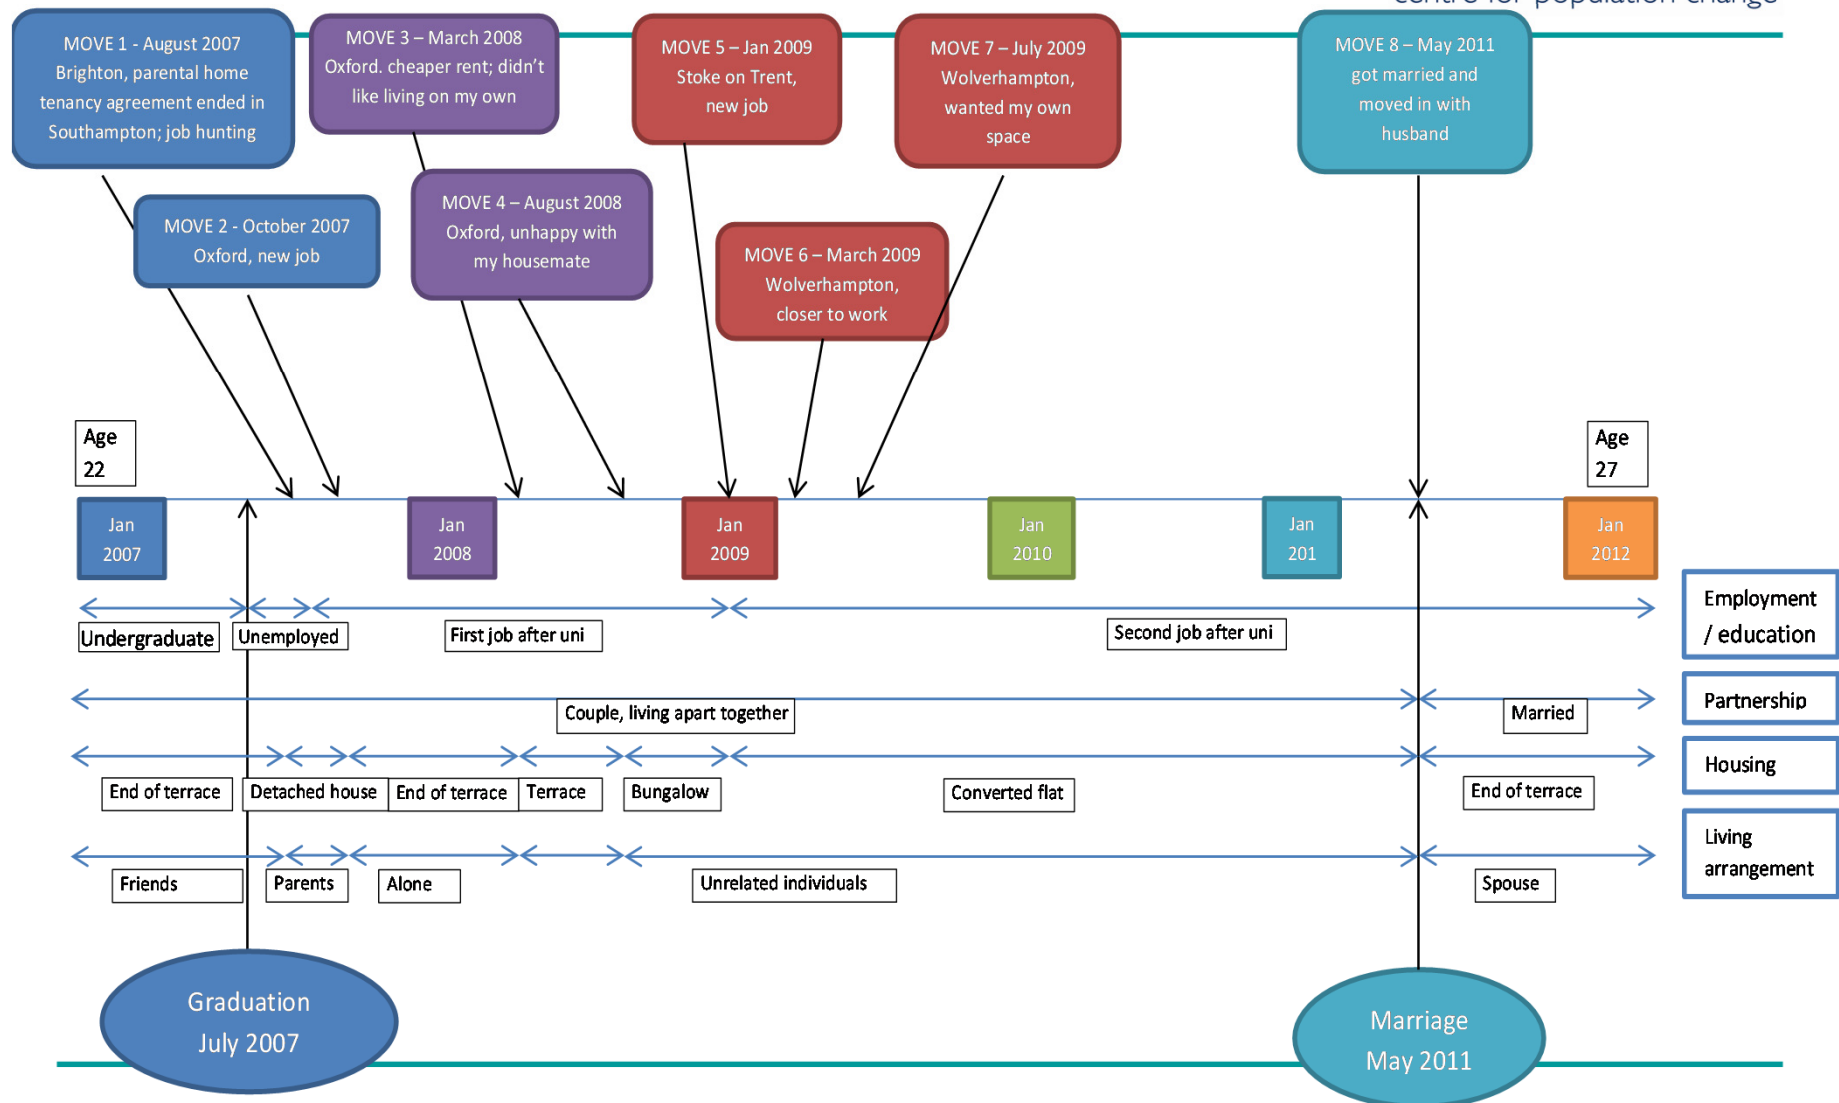 centre for population change
MOVE 1 - August 2007
Brighton, parental home
tenancy agreement ended in
Southampton; job hunting
MOVE 3 – March 2008
Oxford. cheaper rent; didn't
like living on my own
MOVE 5 – Jan 2009
Stoke on Trent,
new job
MOVE 7 – July 2009
Wolverhampton,
wanted my own
space
MOVE 8 – May 2011
got married and
moved in with
husband
MOVE 2 - October 2007
Oxford, new job
MOVE 4 – August 2008
Oxford, unhappy with
my housemate
MOVE 6 – March 2009
Wolverhampton,
closer to work
Age
22
Age
27
Jan
2007
Jan
2008
Jan
2009
Jan
2010
Jan
201
Jan
2012
Undergraduate
Unemployed
First job after uni
Second job after uni
Employment
/ education
Couple, living apart together
Married
Partnership
End of terrace
Detached house
End of terrace
Terrace
Bungalow
Converted flat
End of terrace
Housing
Friends
Parents
Alone
Unrelated individuals
Spouse
Living
arrangement
Graduation
July 2007
Marriage
May 2011